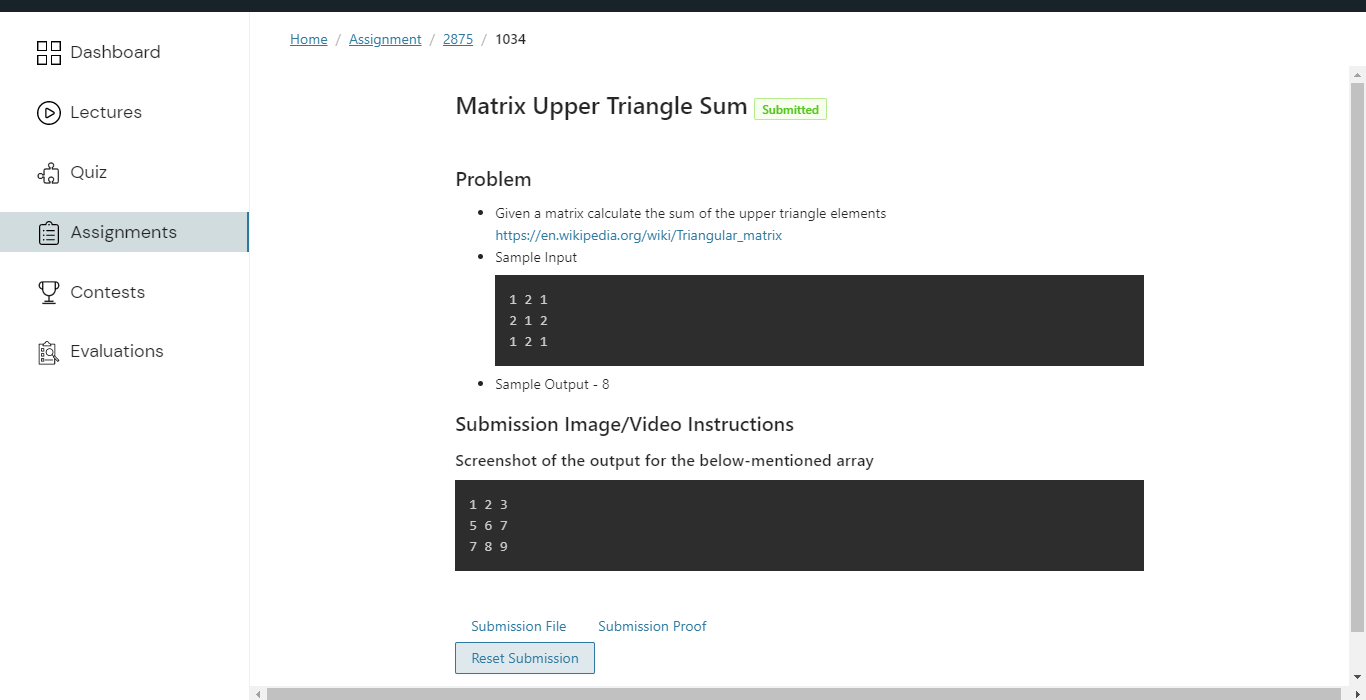 Dashboard
Lectures
Quiz
Assignments
Contests
Evaluations
Home / Assignment / 2875 / 1034
Matrix Upper Triangle Sum Submitted
Problem
Given a matrix calculate the sum of the upper triangle elements
https://en.wikipedia.org/wiki/Triangular_matrix
Sample Input
1 2 1
2 1 2
1 2 1
Sample Output - 8
Submission Image/Video Instructions
Screenshot of the output for the below-mentioned array
1 2 3
5 6 7
7 8 9
Submission File Submission Proof
Reset Submission